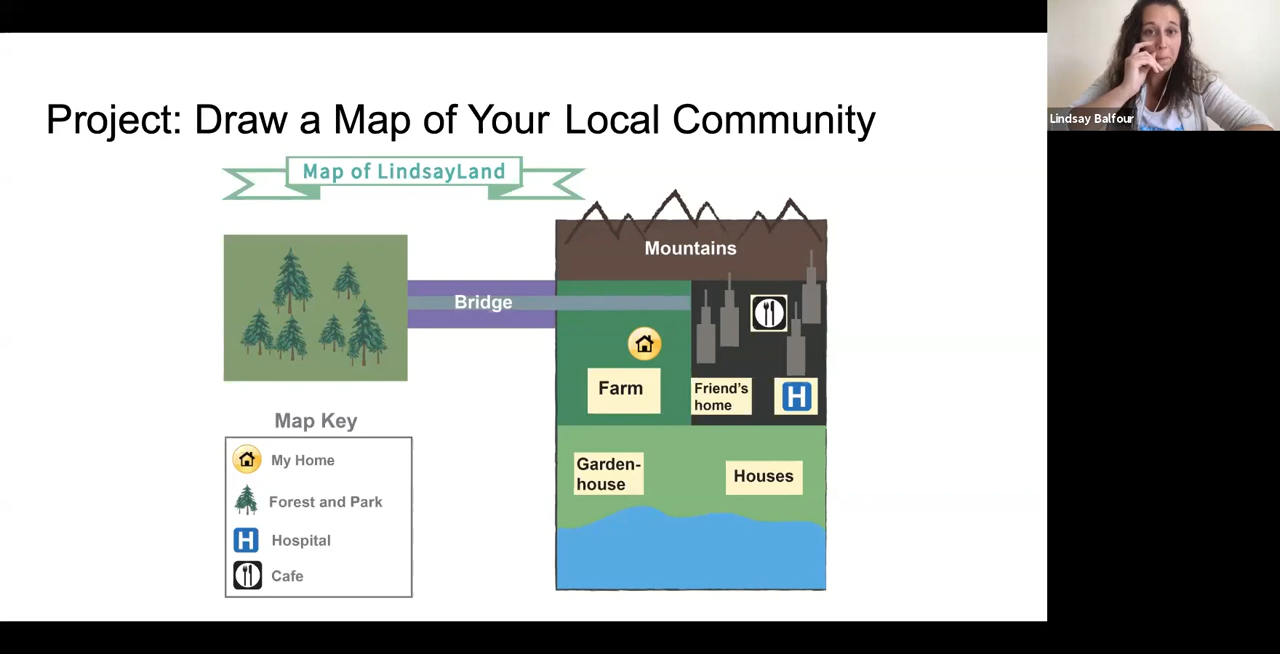 Project: Draw a Map of Your Local Community
Lindsay Balfour
Map of LindsayLand
Mountains
Bridge
Farm
Friend's
home
H
Garden-
house
Houses
Map Key
My Home
Forest and Park
H Hospital
Cafe